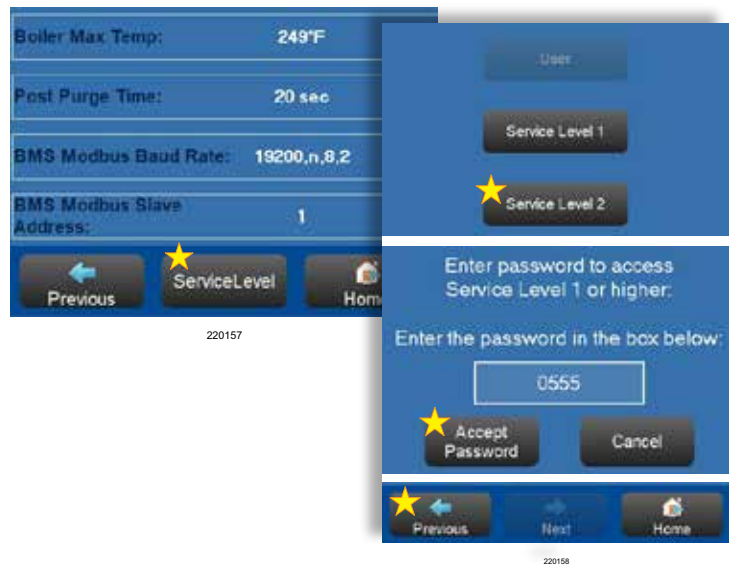 Boiler Max Temp: 249°F
Post Purge Time: 20 sec
BMS Modbus Baud Rate: 19200,n,8,2
BMS Modbus Slave
Address: 1
Previous
ServiceLevel
Hom
220157
User
Service Level 1
Service Level 2
Enter password to access
Service Level 1 or higher:
Enter the password in the box below:
0555
Accept
Password
Cancel
Previous
Next
Home
220158